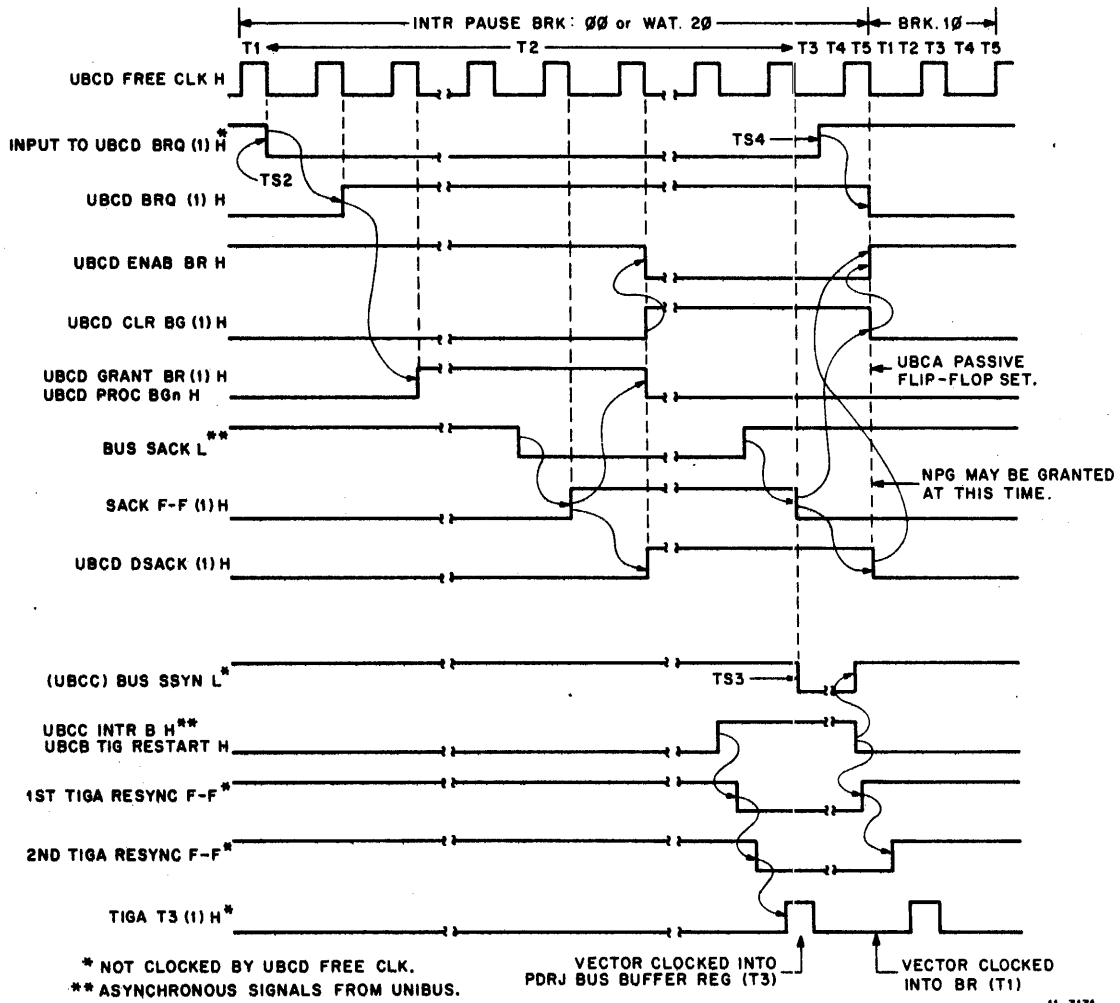 INTR PAUSE BRK: ØØ or WAT. 2Ø
BRK. 1Ø
T1 T2 T3 T4 T5 T1 T2 T3 T4 T5
UBCD FREE CLK H
INPUT TO UBCD BRQ (1) H*
TS2
TS4
UBCD BRQ (1) H
UBCD ENAB BR H
UBCD CLR BG (1) H
UBCA PASSIVE
FLIP-FLOP SET.
UBCD GRANT BR (1) H
UBCD PROC BGn H
BUS SACK L**
NPG MAY BE GRANTED
AT THIS TIME.
SACK F-F (1) H
UBCD DSACK (1) H
(UBCC) BUS SSYN L*
TS3
UBCC INTR B H**
UBCB TIG RESTART H
1ST TIGA RESYNC F-F*
2ND TIGA RESYNC F-F*
TIGA T3 (1) H*
VECTOR CLOCKED INTO
PDRJ BUS BUFFER REG (T3)
VECTOR CLOCKED
INTO BR (T1)
* NOT CLOCKED BY UBCD FREE CLK.
** ASYNCHRONOUS SIGNALS FROM UNIBUS.